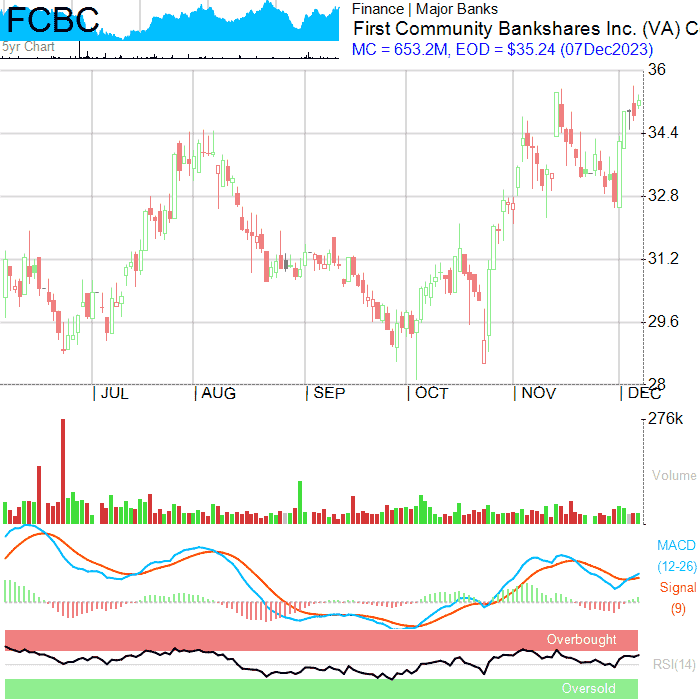 FCBC
5yr Chart
Finance | Major Banks
First Community Bankshares Inc. (VA) C
MC = 653.2M, EOD = $35.24 (07Dec2023)
36
34.4
32.8
31.2
29.6
28
JUL AUG SEP OCT NOV DEC
276k
Volume
MACD
(12-26)
Signal
(9)
Overbought
RSI(14)
Oversold